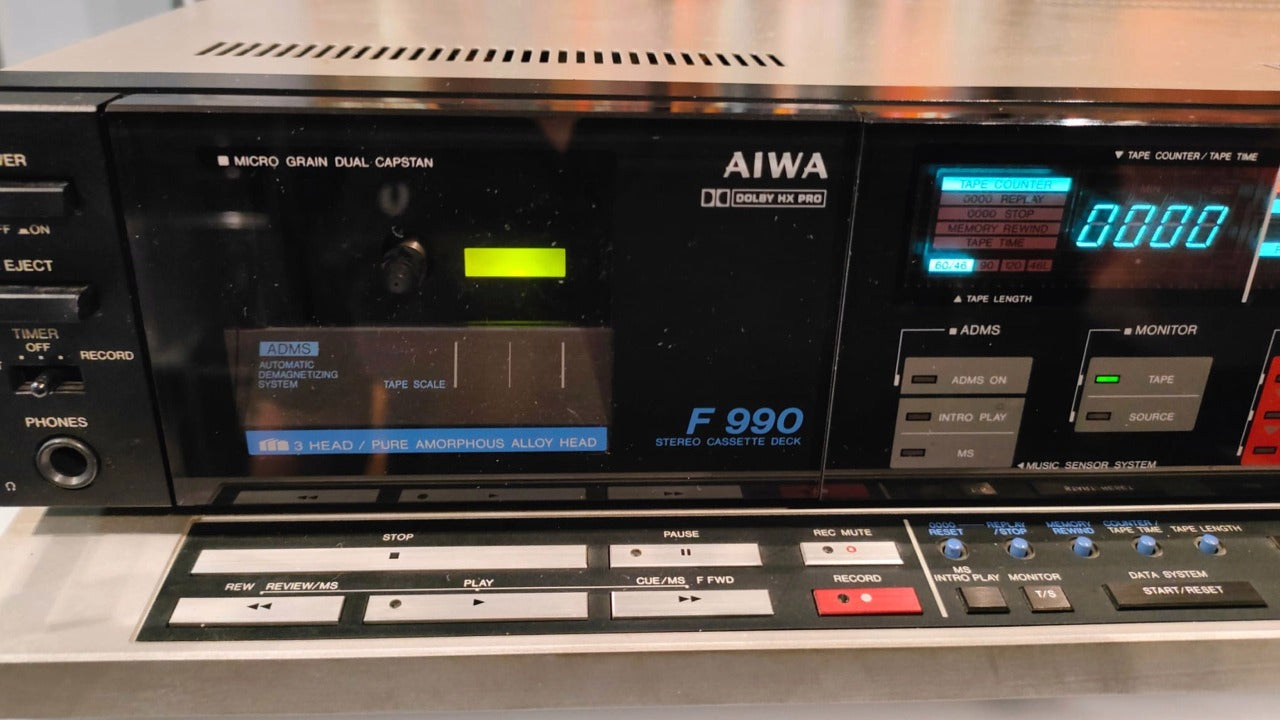 MICRO GRAIN DUAL CAPSTAN
AIWA
DOLBY HX PRO
TAPE COUNTER/TAPE TIME
TAPE COUNTER
0000 REPLAY
0000 STOP
MEMORY REWIND
TAPE TIME
60/46 90 120 46L
MIN SEC
0000
TAPE LENGTH
ON
EJECT
TIMER
OFF
RECORD
PHONES
Ω
ADMS
AUTOMATIC
DEMAGNETIZING
SYSTEM
TAPE SCALE
3 HEAD / PURE AMORPHOUS ALLOY HEAD
F 990
STEREO CASSETTE DECK
ADMS
ADMS ON
INTRO PLAY
MS
MUSIC SENSOR SYSTEM
MONITOR
TAPE
SOURCE
STOP
PAUSE
REC MUTE
REW REVIEW/MS
PLAY
CUE/MS F FWD
RECORD
0000
RESET
REPLAY
/STOP
MEMORY
REWIND
COUNTER/
TAPE TIME
TAPE LENGTH
MS
INTRO PLAY
MONITOR
T/S
DATA SYSTEM
START/RESET